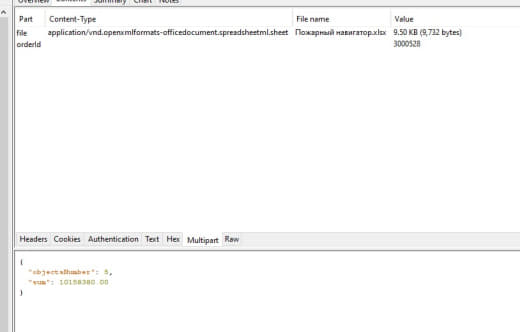 Overview Contents Summary Chart Notes
Part Content-Type File name Value
file application/vnd.openxmlformats-officedocument.spreadsheetml.sheet Пожарный навигатор.xlsx 9.50 KB (9,732 bytes)
orderId 3000528
Headers Cookies Authentication Text Hex Multipart Raw
{
"objectsNumber": 5,
"sum": 10158380.00
}